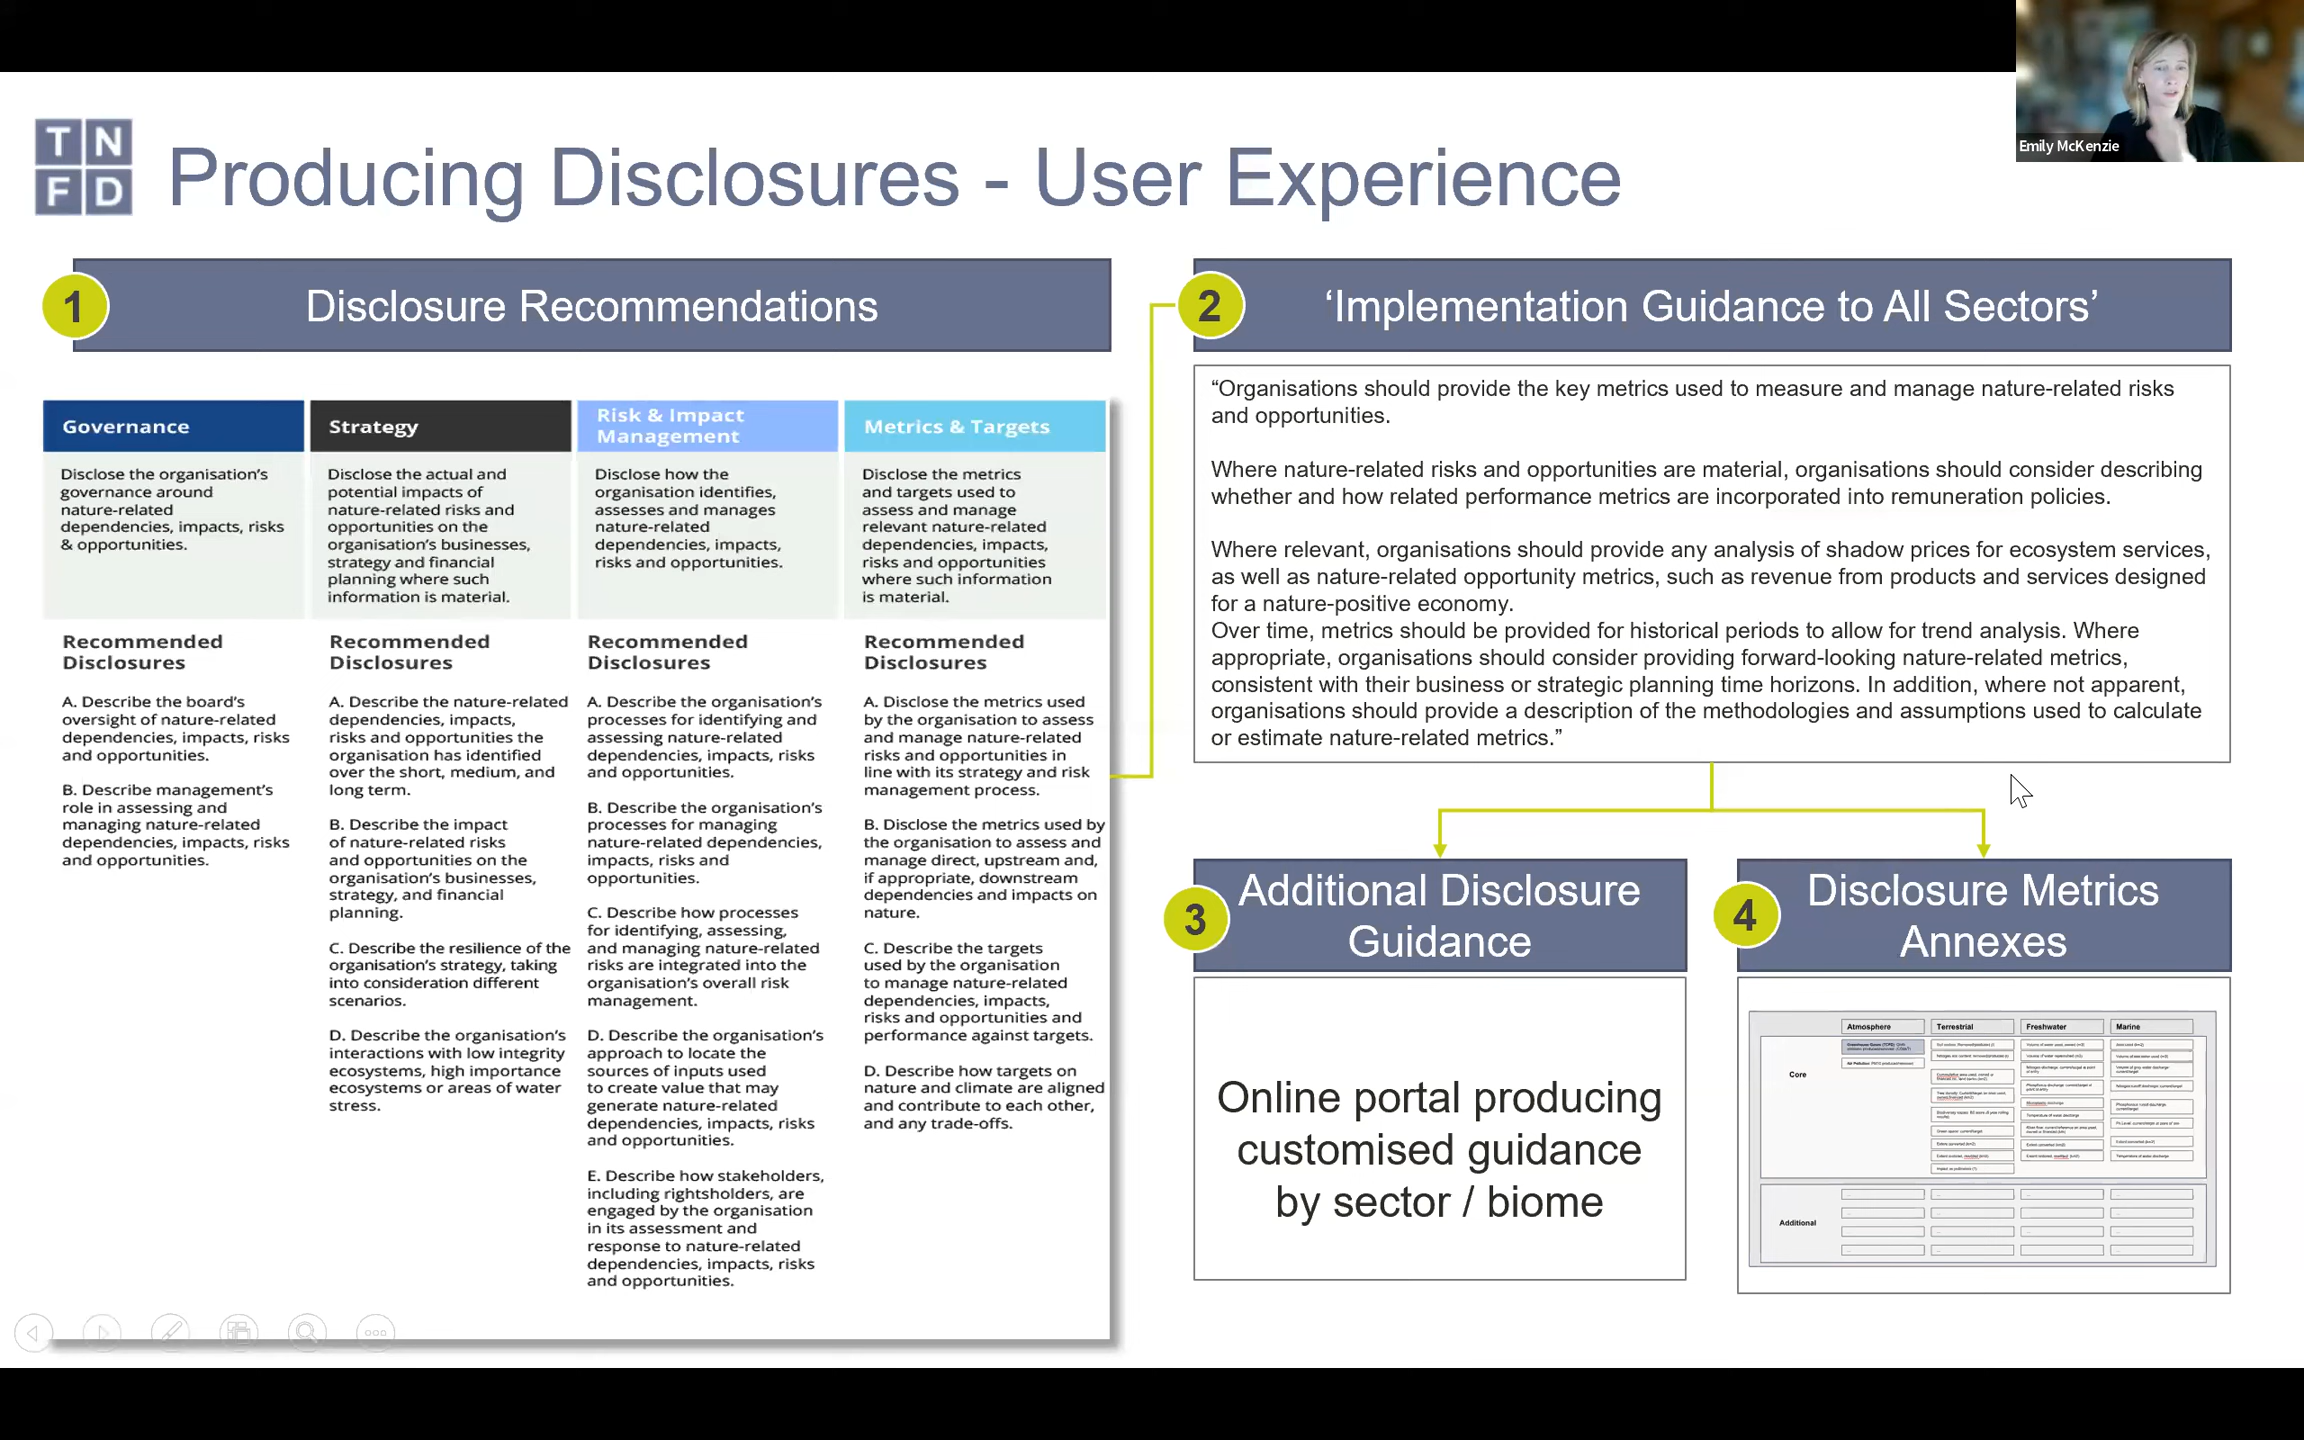 Emily McKenzie
T N
F D
Producing Disclosures - User Experience
1
Disclosure Recommendations
Governance
Disclose the organisation's
governance around
nature-related
dependencies, impacts, risks
& opportunities.
Recommended
Disclosures
A. Describe the board's
oversight of nature-related
dependencies, impacts, risks
and opportunities.
B. Describe management's
role in assessing and
managing nature-related
dependencies, impacts, risks
and opportunities.
Strategy
Disclose the actual and
potential impacts of
nature-related risks and
opportunities on the
organisation's businesses,
strategy and financial
planning where such
information is material.
Recommended
Disclosures
A. Describe the nature-related
dependencies, impacts,
risks and opportunities the
organisation has identified
over the short, medium, and
long term.
B. Describe the impact
of nature-related risks
and opportunities on the
organisation's businesses,
strategy, and financial
planning.
C. Describe the resilience of the
organisation's strategy, taking
into consideration different
scenarios.
D. Describe the organisation's
interactions with low integrity
ecosystems, high importance
ecosystems or areas of water
stress.
Risk & Impact
Management
Disclose how the
organisation identifies,
assesses and manages
nature-related
dependencies, impacts,
risks and opportunities.
Recommended
Disclosures
A. Describe the organisation's
processes for identifying and
assessing nature-related
dependencies, impacts, risks
and opportunities.
B. Describe the organisation's
processes for managing
nature-related dependencies,
impacts, risks and
opportunities.
C. Describe how processes
for identifying, assessing,
and managing nature-related
risks are integrated into the
organisation's overall risk
management.
D. Describe the organisation's
approach to locate the
sources of inputs used
to create value that may
generate nature-related
dependencies, impacts, risks
and opportunities.
E. Describe how stakeholders,
including rightsholders, are
engaged by the organisation
in its assessment and
response to nature-related
dependencies, impacts, risks
and opportunities.
Metrics & Targets
Disclose the metrics
and targets used to
assess and manage
relevant nature-related
dependencies, impacts,
risks and opportunities
where such information
is material.
Recommended
Disclosures
A. Disclose the metrics used
by the organisation to assess
and manage nature-related
risks and opportunities in
line with its strategy and risk
management process.
B. Disclose the metrics used by
the organisation to assess and
manage direct, upstream and,
if appropriate, downstream
dependencies and impacts on
nature.
C. Describe the targets
used by the organisation
to manage nature-related
dependencies, impacts,
risks and opportunities and
performance against targets.
D. Describe how targets on
nature and climate are aligned
and contribute to each other,
and any trade-offs.
2
‘Implementation Guidance to All Sectors’
“Organisations should provide the key metrics used to measure and manage nature-related risks
and opportunities.
Where nature-related risks and opportunities are material, organisations should consider describing
whether and how related performance metrics are incorporated into remuneration policies.
Where relevant, organisations should provide any analysis of shadow prices for ecosystem services,
as well as nature-related opportunity metrics, such as revenue from products and services designed
for a nature-positive economy.
Over time, metrics should be provided for historical periods to allow for trend analysis. Where
appropriate, organisations should consider providing forward-looking nature-related metrics,
consistent with their business or strategic planning time horizons. In addition, where not apparent,
organisations should provide a description of the methodologies and assumptions used to calculate
or estimate nature-related metrics.”
3
Additional Disclosure
Guidance
Online portal producing
customised guidance
by sector / biome
4
Disclosure Metrics
Annexes
Atmosphere
Terrestrial
Freshwater
Marine
Core
Additional